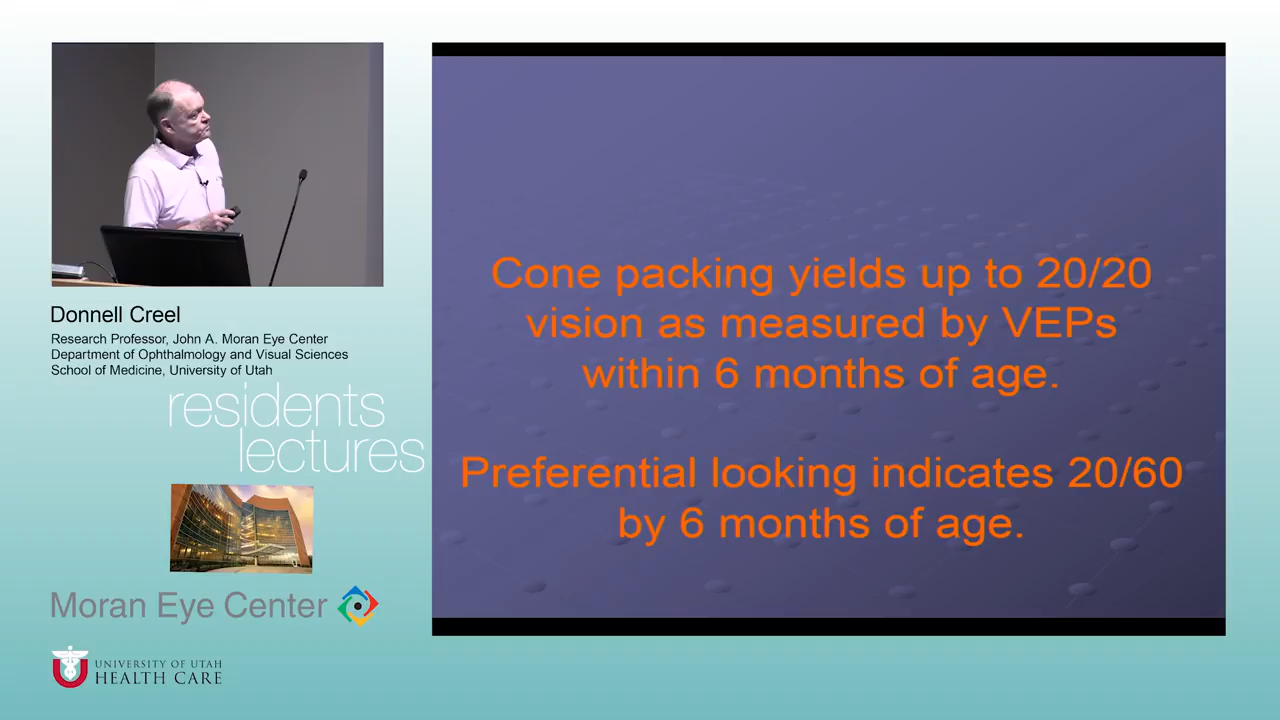 Donnell Creel
Research Professor, John A. Moran Eye Center
Department of Ophthalmology and Visual Sciences
School of Medicine, University of Utah
residents
lectures
Moran Eye Center
UNIVERSITY OF UTAH
HEALTH CARE
Cone packing yields up to 20/20
vision as measured by VEPs
within 6 months of age.
Preferential looking indicates 20/60
by 6 months of age.